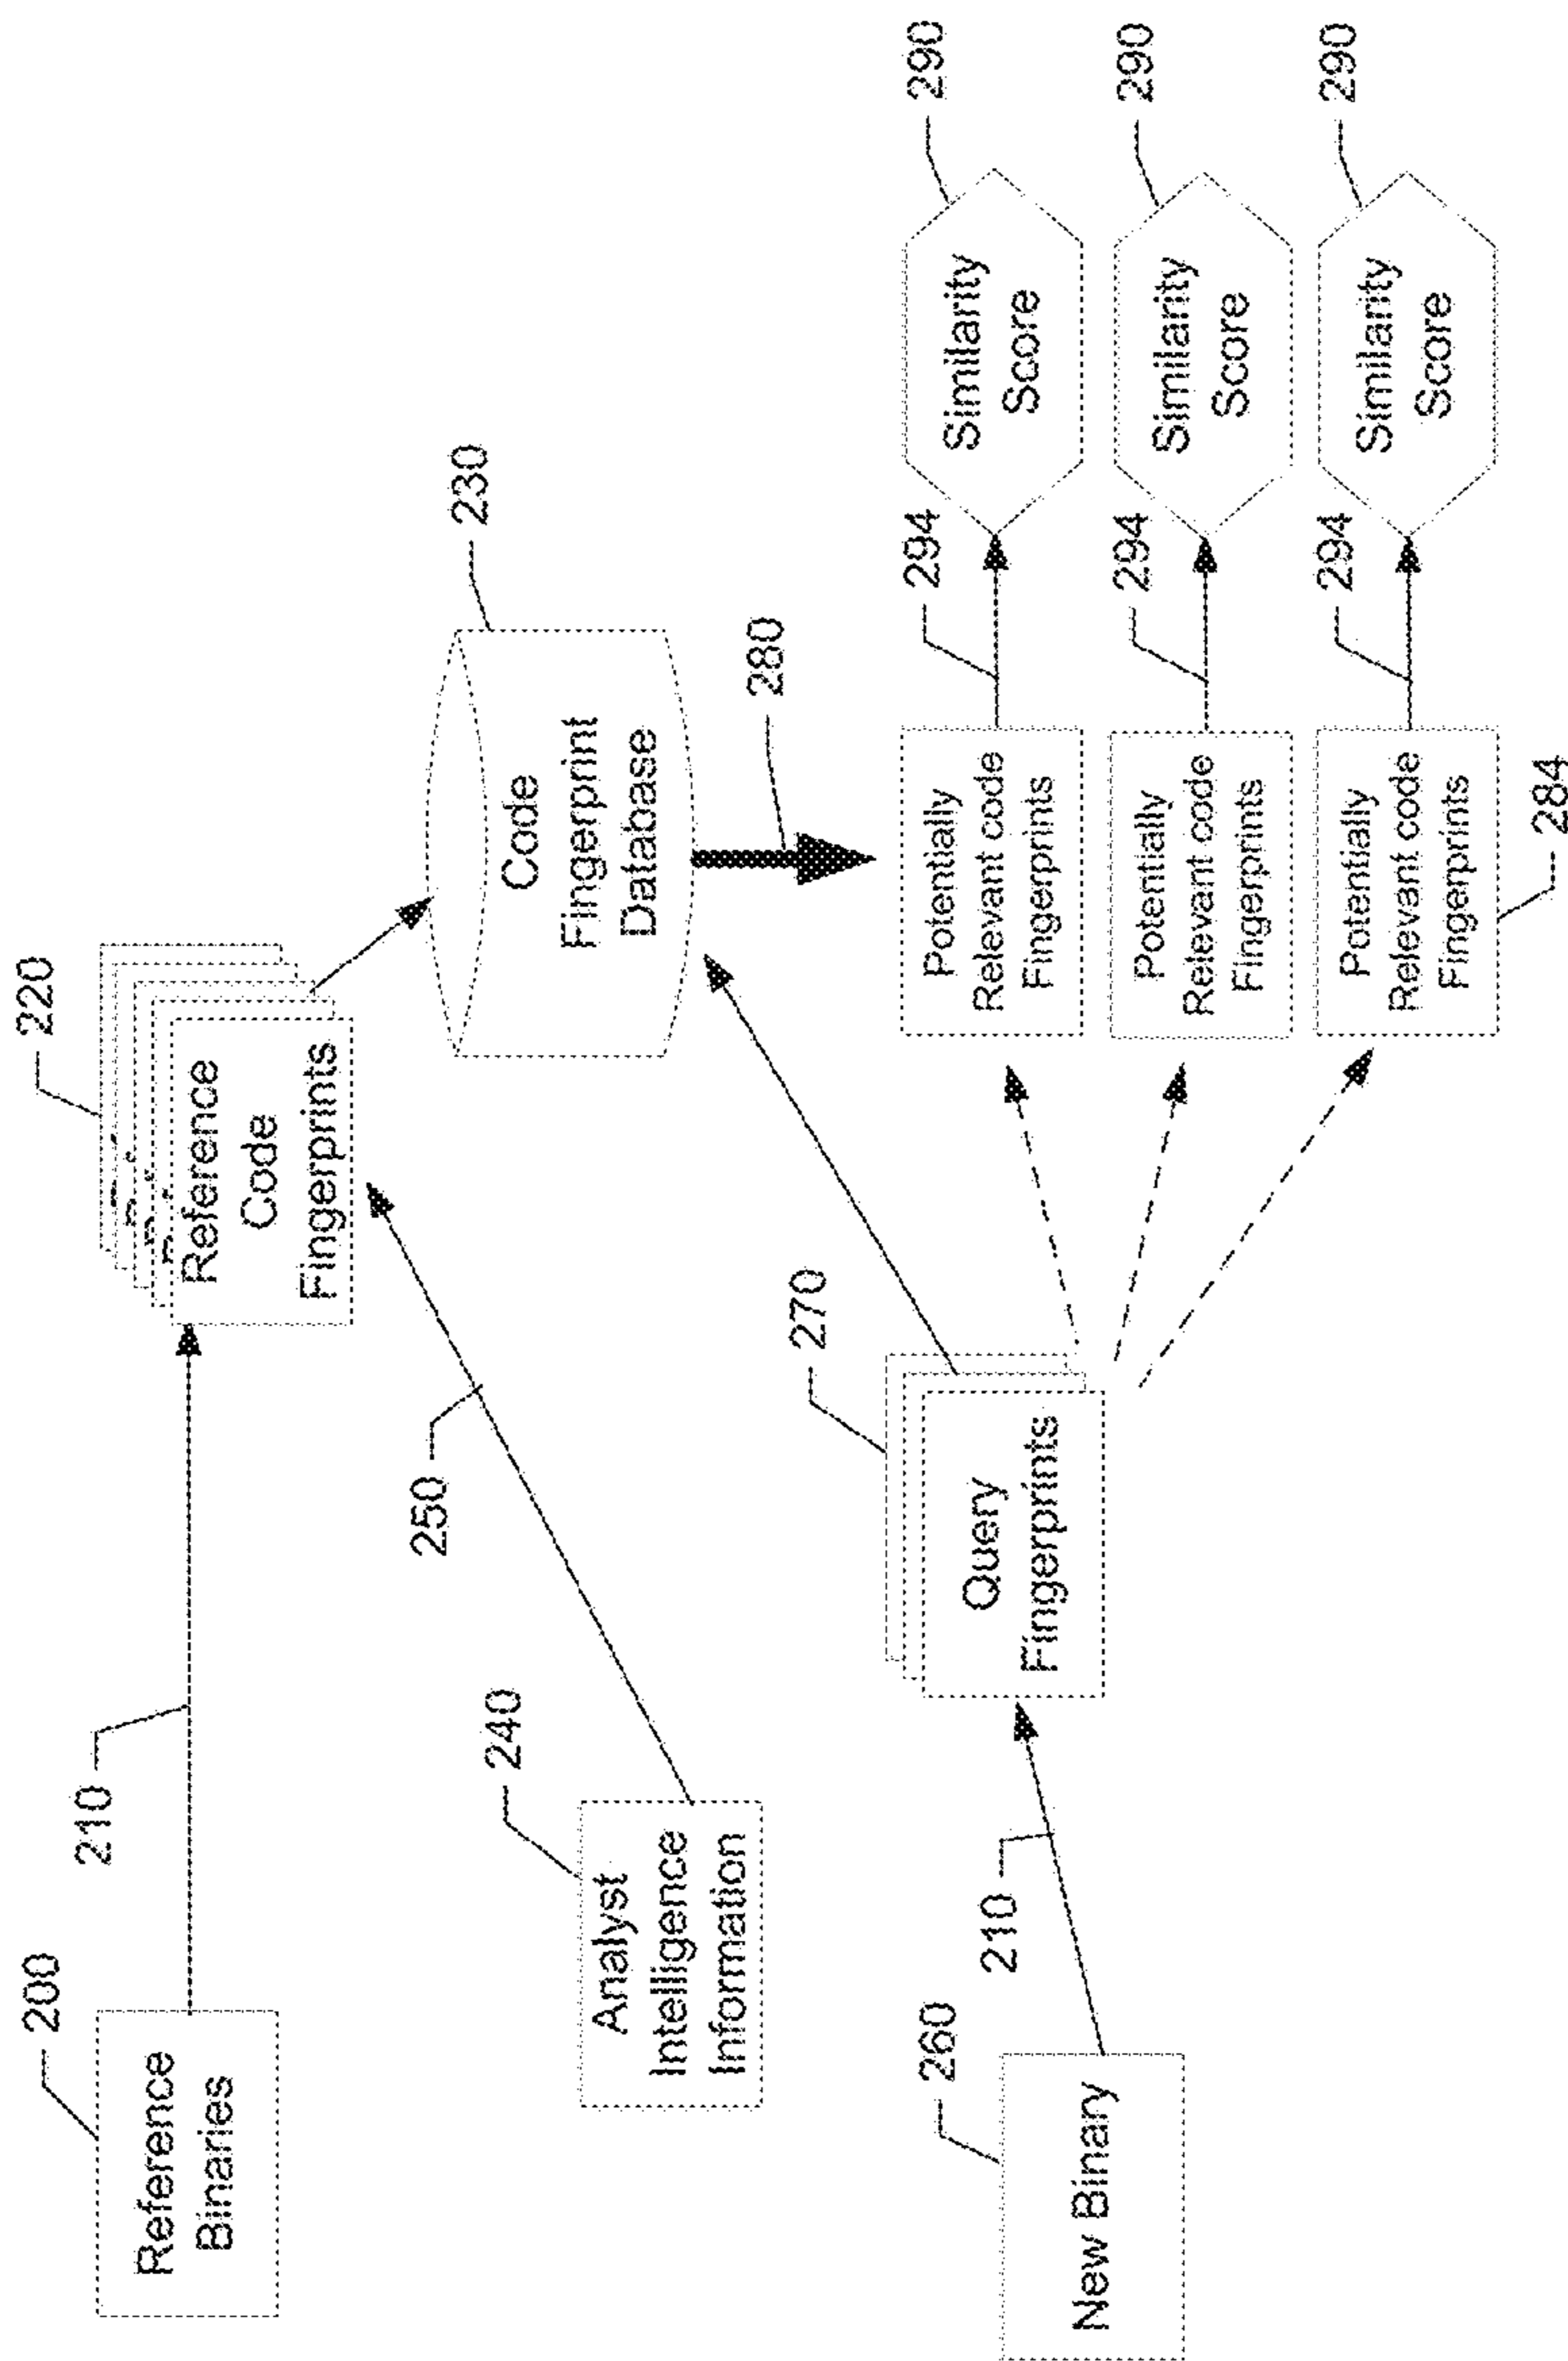 200
Reference
Binaries
210
220
Reference
Code
Fingerprints
240
Analyst
Intelligence
Information
250
230
Code
Fingerprint
Database
280
260
New Binary
210
270
Query
Fingerprints
Potentially
Relevant code
Fingerprints
294
Similarity
Score
290
Potentially
Relevant code
Fingerprints
294
Similarity
Score
290
Potentially
Relevant code
Fingerprints
284
294
Similarity
Score
290